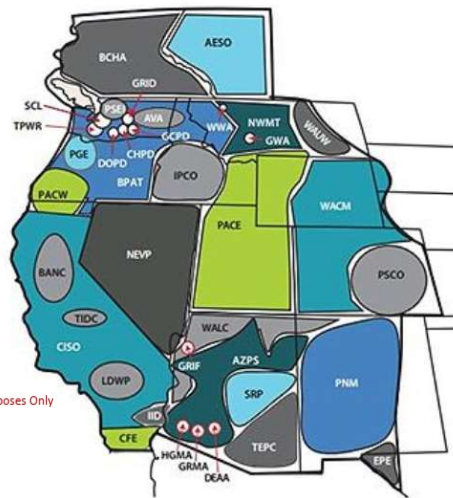 BCHA
AESO
GRID
SCL
PSEI
AVA
TPWR
GCPD
WWA
NWMT
GWA
WAUW
PGE
DOPD
CHPD
BPAT
IPCO
PACW
PACE
WACM
NEVP
BANC
PSCO
TIDC
CISO
WALC
GRIF
AZPS
LDWP
SRP
PNM
IID
CFE
TEPC
HGMA
GRMA
DEAA
EPE
poses Only